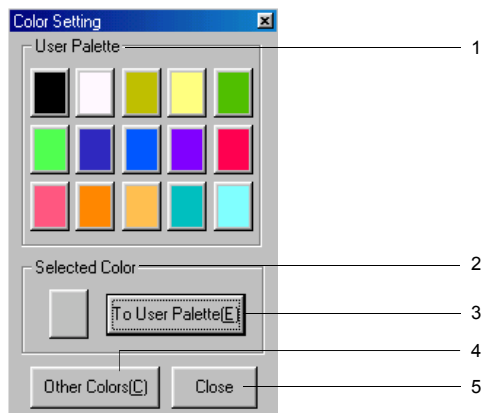 Color Setting
User Palette
1
Selected Color
2
To User Palette(E)
3
4
Other Colors(C)
Close
5